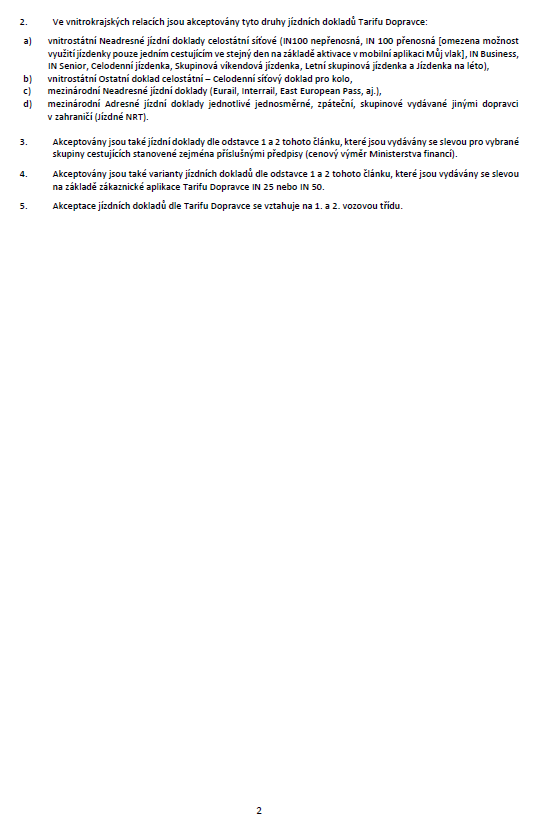 2. Ve vnitrokrajských relacích jsou akceptovány tyto druhy jízdních dokladů Tarifu Dopravce:
a) vnitrostátní Neadresné jízdní doklady celostátní síťové (IN100 nepřenosná, IN 100 přenosná [omezena možnost
využití jízdenky pouze jedním cestujícím ve stejný den na základě aktivace v mobilní aplikaci Můj vlak], IN Business,
IN Senior, Celodenní jízdenka, Skupinová víkendová jízdenka, Letní skupinová jízdenka a Jízdenka na léto),
b) vnitrostátní Ostatní doklad celostátní – Celodenní síťový doklad pro kolo,
c) mezinárodní Neadresné jízdní doklady (Eurail, Interrail, East European Pass, aj.),
d) mezinárodní Adresné jízdní doklady jednotlivé jednosměrné, zpáteční, skupinové vydávané jinými dopravci
v zahraničí (Jízdné NRT).
3. Akceptovány jsou také jízdní doklady dle odstavce 1 a 2 tohoto článku, které jsou vydávány se slevou pro vybrané
skupiny cestujících stanovené zejména příslušnými předpisy (cenový výměr Ministerstva financí).
4. Akceptovány jsou také varianty jízdních dokladů dle odstavce 1 a 2 tohoto článku, které jsou vydávány se slevou
na základě zákaznické aplikace Tarifu Dopravce IN 25 nebo IN 50.
5. Akceptace jízdních dokladů dle Tarifu Dopravce se vztahuje na 1. a 2. vozovou třídu.
2